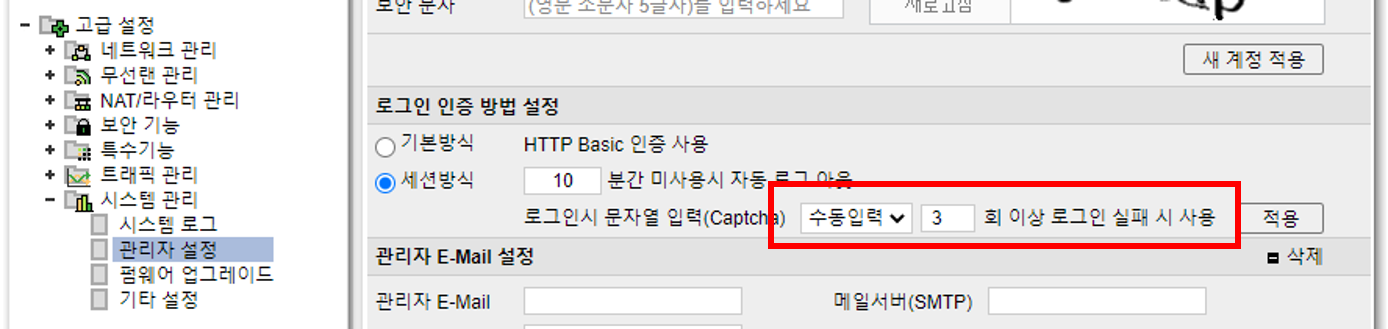 고급 설정
네트워크 관리
무선랜 관리
NAT/라우터 관리
보안 기능
특수기능
트래픽 관리
시스템 관리
시스템 로그
관리자 설정
펌웨어 업그레이드
기타 설정
보안 문자 (영문 소문자 5글자)를 입력하세요 새로고침
새 계정 적용
로그인 인증 방법 설정
기본방식 HTTP Basic 인증 사용
세션방식 10 분간 미사용시 자동 로그 아웃
로그인시 문자열 입력(Captcha) 수동입력 3 회 이상 로그인 실패 시 사용 적용
관리자 E-Mail 설정 삭제
관리자 E-Mail 메일서버(SMTP)